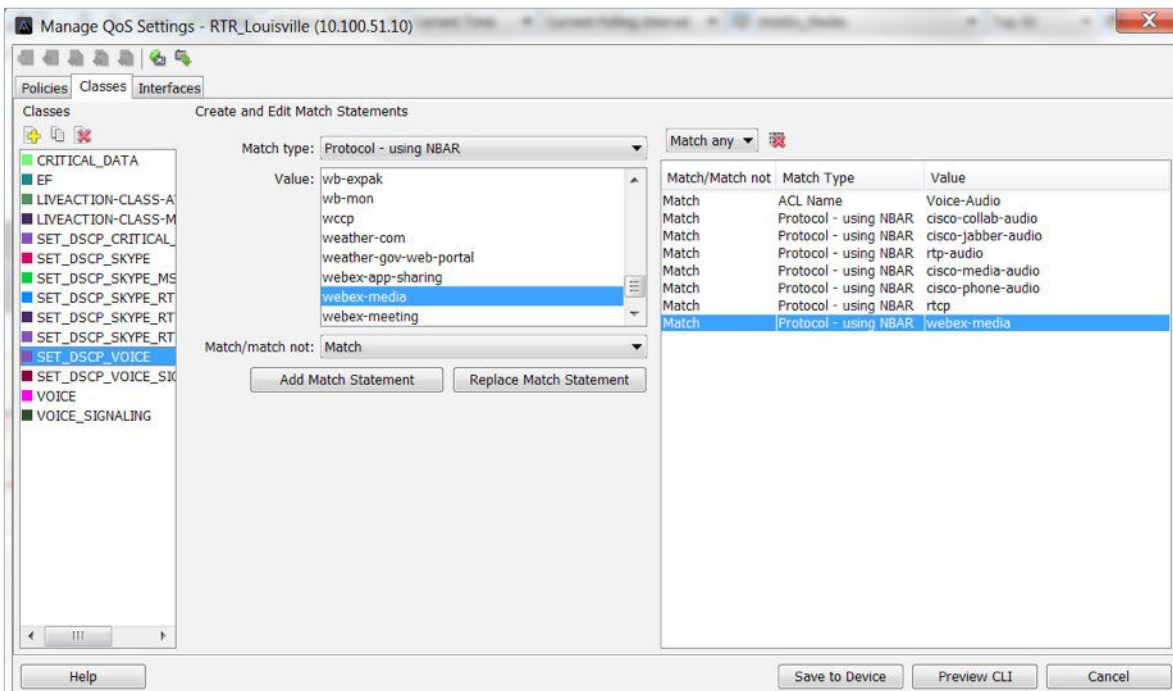 Manage QoS Settings - RTR_Louisville (10.100.51.10)
Policies Classes Interfaces
Classes
CRITICAL_DATA
EF
LIVEACTION-CLASS-A
LIVEACTION-CLASS-M
SET_DSCP_CRITICAL_
SET_DSCP_SKYPE
SET_DSCP_SKYPE_MS
SET_DSCP_SKYPE_RT
SET_DSCP_SKYPE_RT
SET_DSCP_SKYPE_RT
SET_DSCP_VOICE
SET_DSCP_VOICE_SIG
VOICE
VOICE_SIGNALING
Create and Edit Match Statements
Match type: Protocol - using NBAR
Value: wb-expak
wb-mon
wccp
weather-com
weather-gov-web-portal
webex-app-sharing
webex-media
webex-meeting
Match/match not: Match
Add Match Statement Replace Match Statement
Match any
Match/Match not Match Type Value
Match ACL Name Voice-Audio
Match Protocol - using NBAR cisco-collab-audio
Match Protocol - using NBAR cisco-jabber-audio
Match Protocol - using NBAR rtp-audio
Match Protocol - using NBAR cisco-media-audio
Match Protocol - using NBAR cisco-phone-audio
Match Protocol - using NBAR rtcp
Match Protocol - using NBAR webex-media
Help Save to Device Preview CLI Cancel